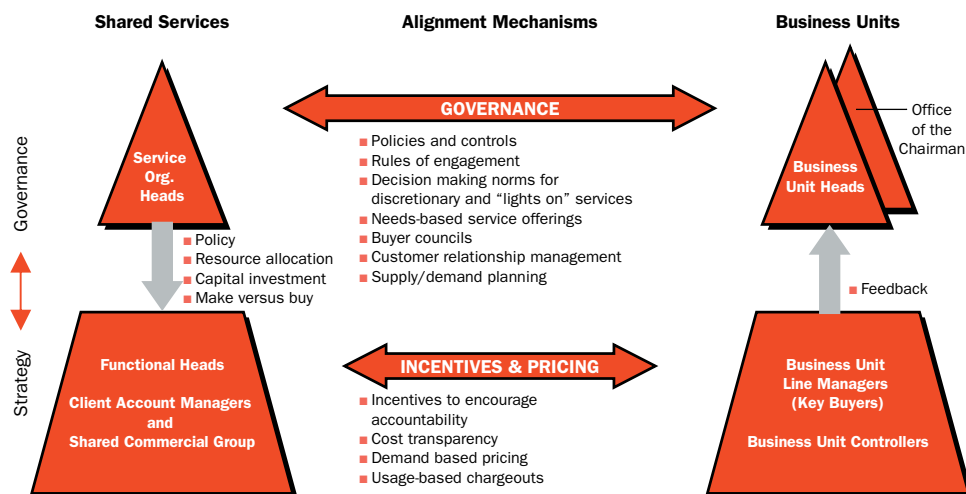 Shared Services
Alignment Mechanisms
Business Units
Governance
Strategy
Service
Org.
Heads
Policy
Resource allocation
Capital investment
Make versus buy
Functional Heads
Client Account Managers
and
Shared Commercial Group
GOVERNANCE
Policies and controls
Rules of engagement
Decision making norms for
discretionary and “lights on” services
Needs-based service offerings
Buyer councils
Customer relationship management
Supply/demand planning
INCENTIVES & PRICING
Incentives to encourage
accountability
Cost transparency
Demand based pricing
Usage-based chargeouts
Business
Unit Heads
Office
of the
Chairman
Feedback
Business Unit
Line Managers
(Key Buyers)
Business Unit Controllers